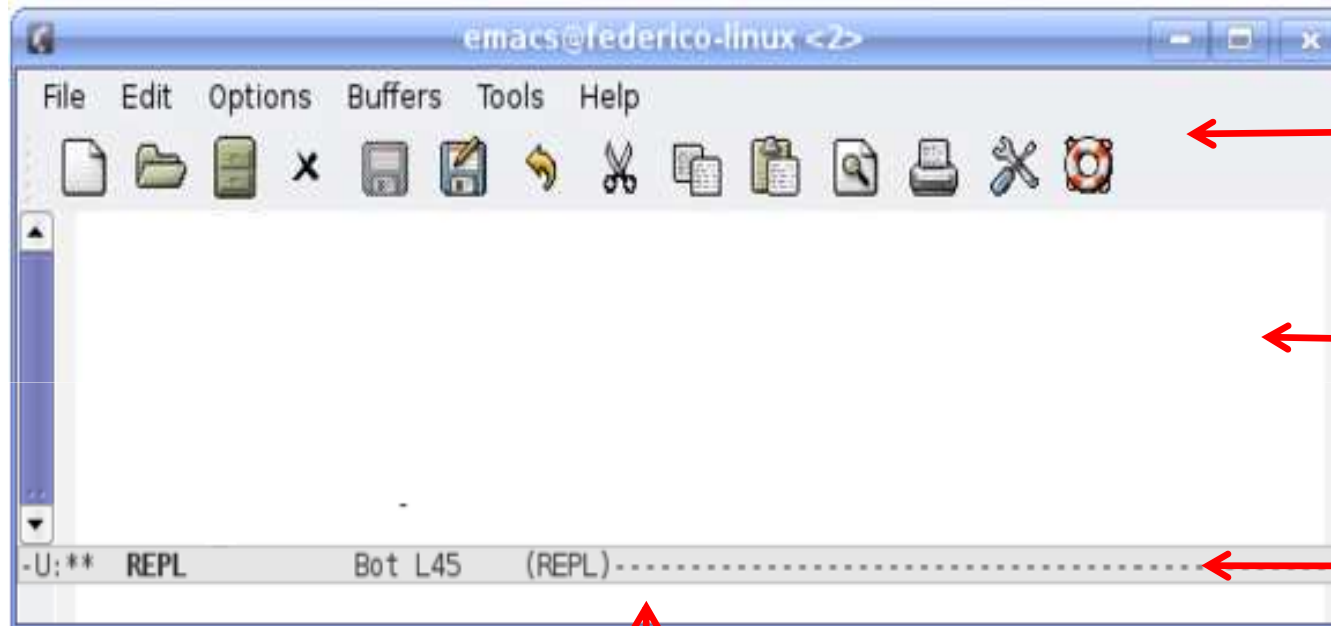 emacs@federico-linux <2>
File Edit Options Buffers Tools Help
-U:** REPL Bot L45 (REPL)---------------------------------------